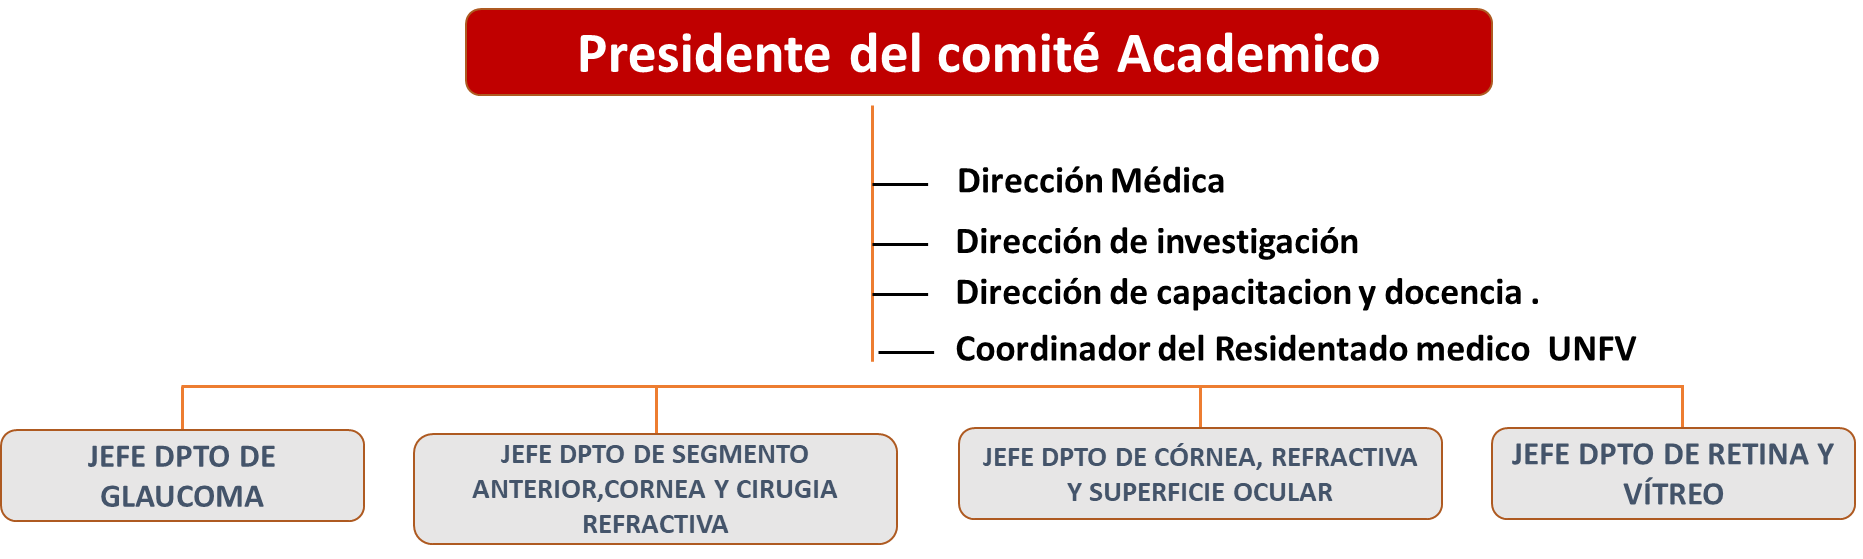 Presidente del comité Academico
Dirección Médica
Dirección de investigación
Dirección de capacitacion y docencia .
Coordinador del Residentado medico UNFV
JEFE DPTO DE
GLAUCOMA
JEFE DPTO DE SEGMENTO
ANTERIOR,CORNEA Y CIRUGIA
REFRACTIVA
JEFE DPTO DE CÓRNEA, REFRACTIVA
Y SUPERFICIE OCULAR
JEFE DPTO DE RETINA Y
VÍTREO